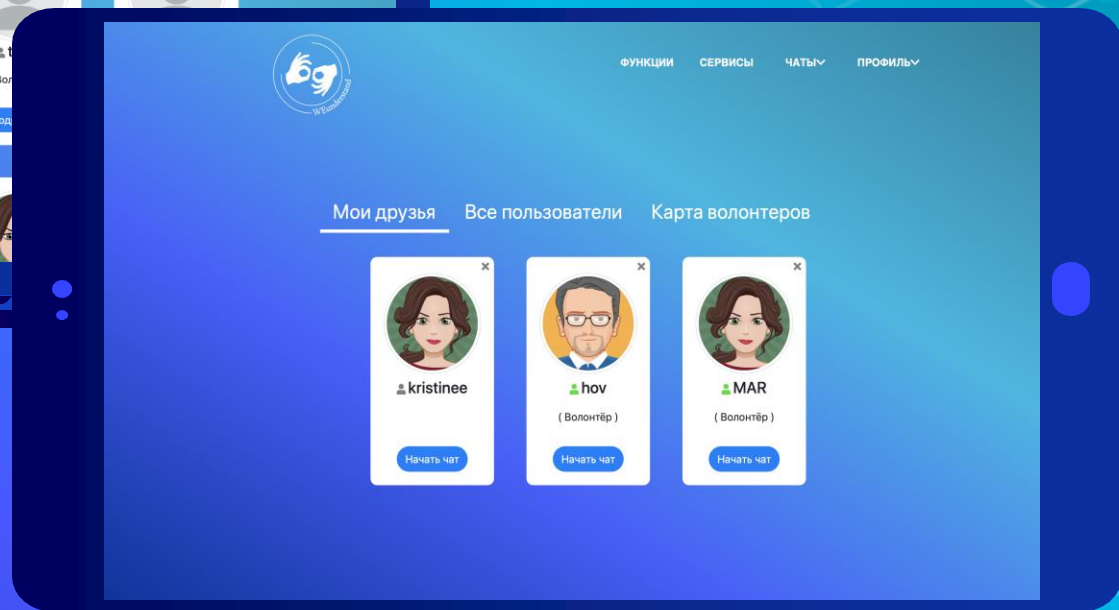 WEunderstand
ФУНКЦИИ СЕРВИСЫ ЧАТЫ ПРОФИЛЬ
Мои друзья Все пользователи Карта волонтеров
kristinee hov MAR
( Волонтёр ) ( Волонтёр )
Начать чат Начать чат Начать чат